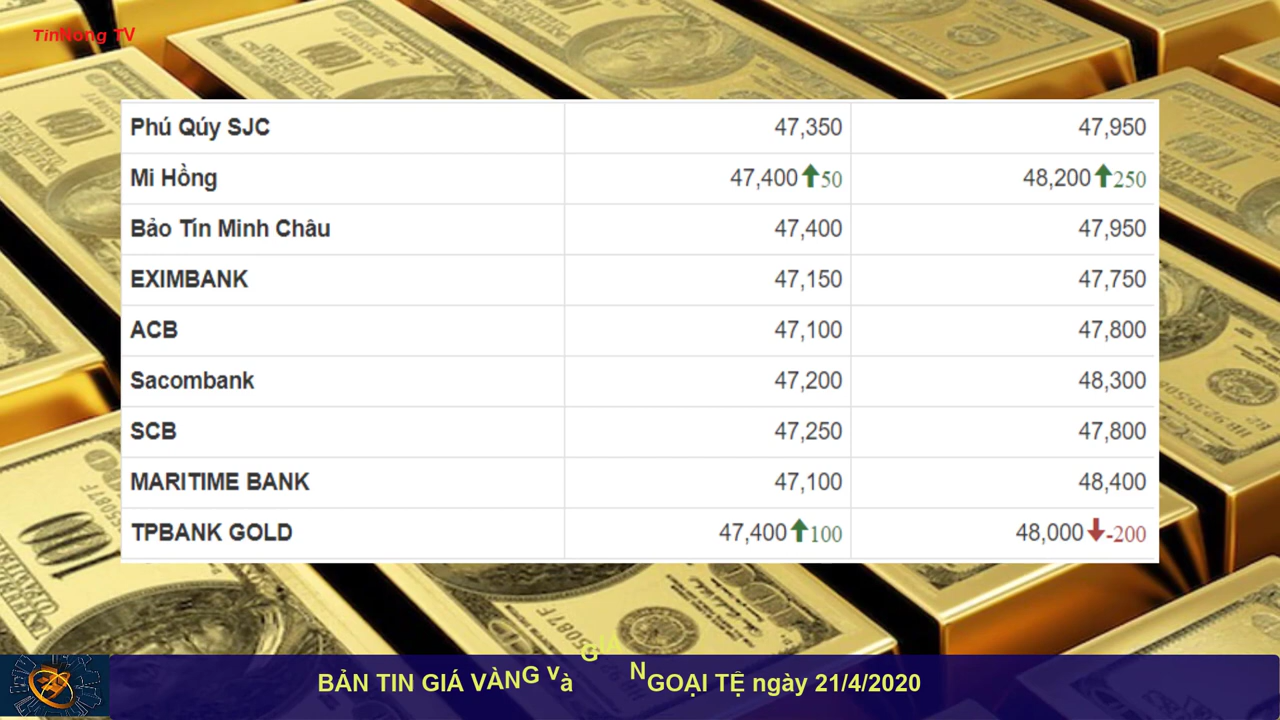 TinNong TV
Phú Qúy SJC 47,350 47,950
Mi Hồng 47,400 50 48,200 250
Bảo Tín Minh Châu 47,400 47,950
EXIMBANK 47,150 47,750
ACB 47,100 47,800
Sacombank 47,200 48,300
SCB 47,250 47,800
MARITIME BANK 47,100 48,400
TPBANK GOLD 47,400 100 48,000 -200
BẢN TIN GIÁ VÀNG và GIÁ NGOẠI TỆ ngày 21/4/2020